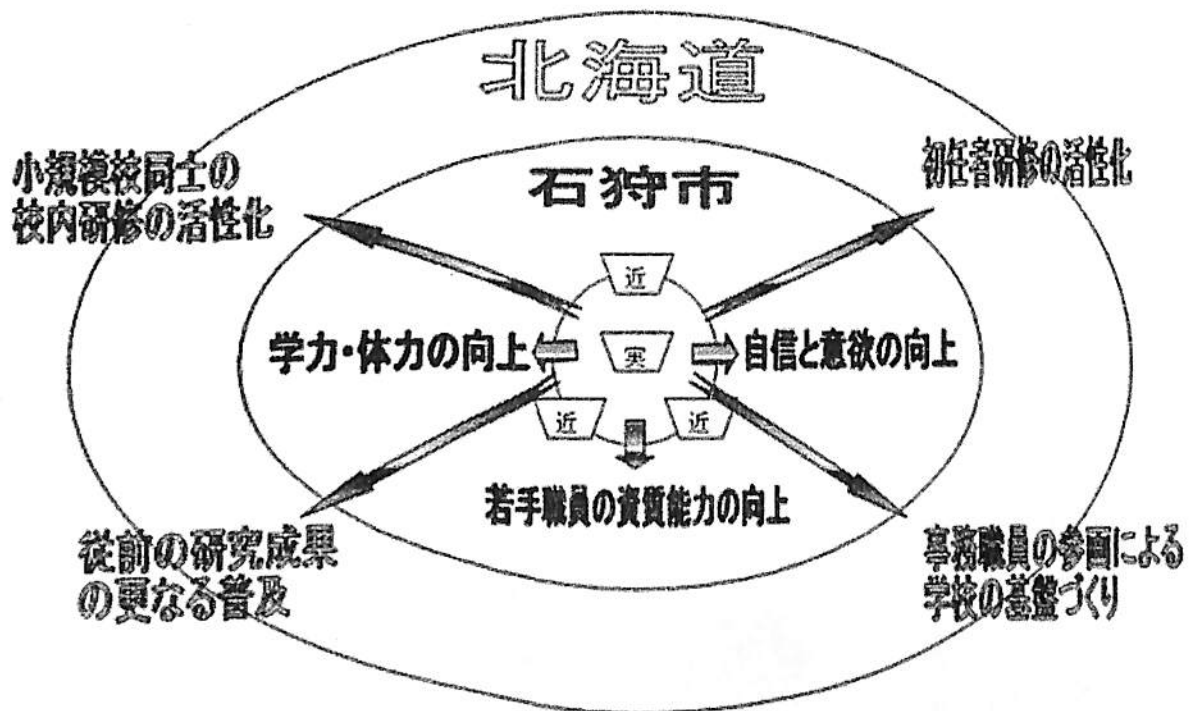 北海道
小規模校同士の
校内研修の活性化
初任者研修の活性化
石狩市
近
学力・体力の向上
実
自信と意欲の向上
近
近
若手職員の資質能力の向上
従前の研究成果
の更なる普及
事務職員の参画による
学校の基盤づくり